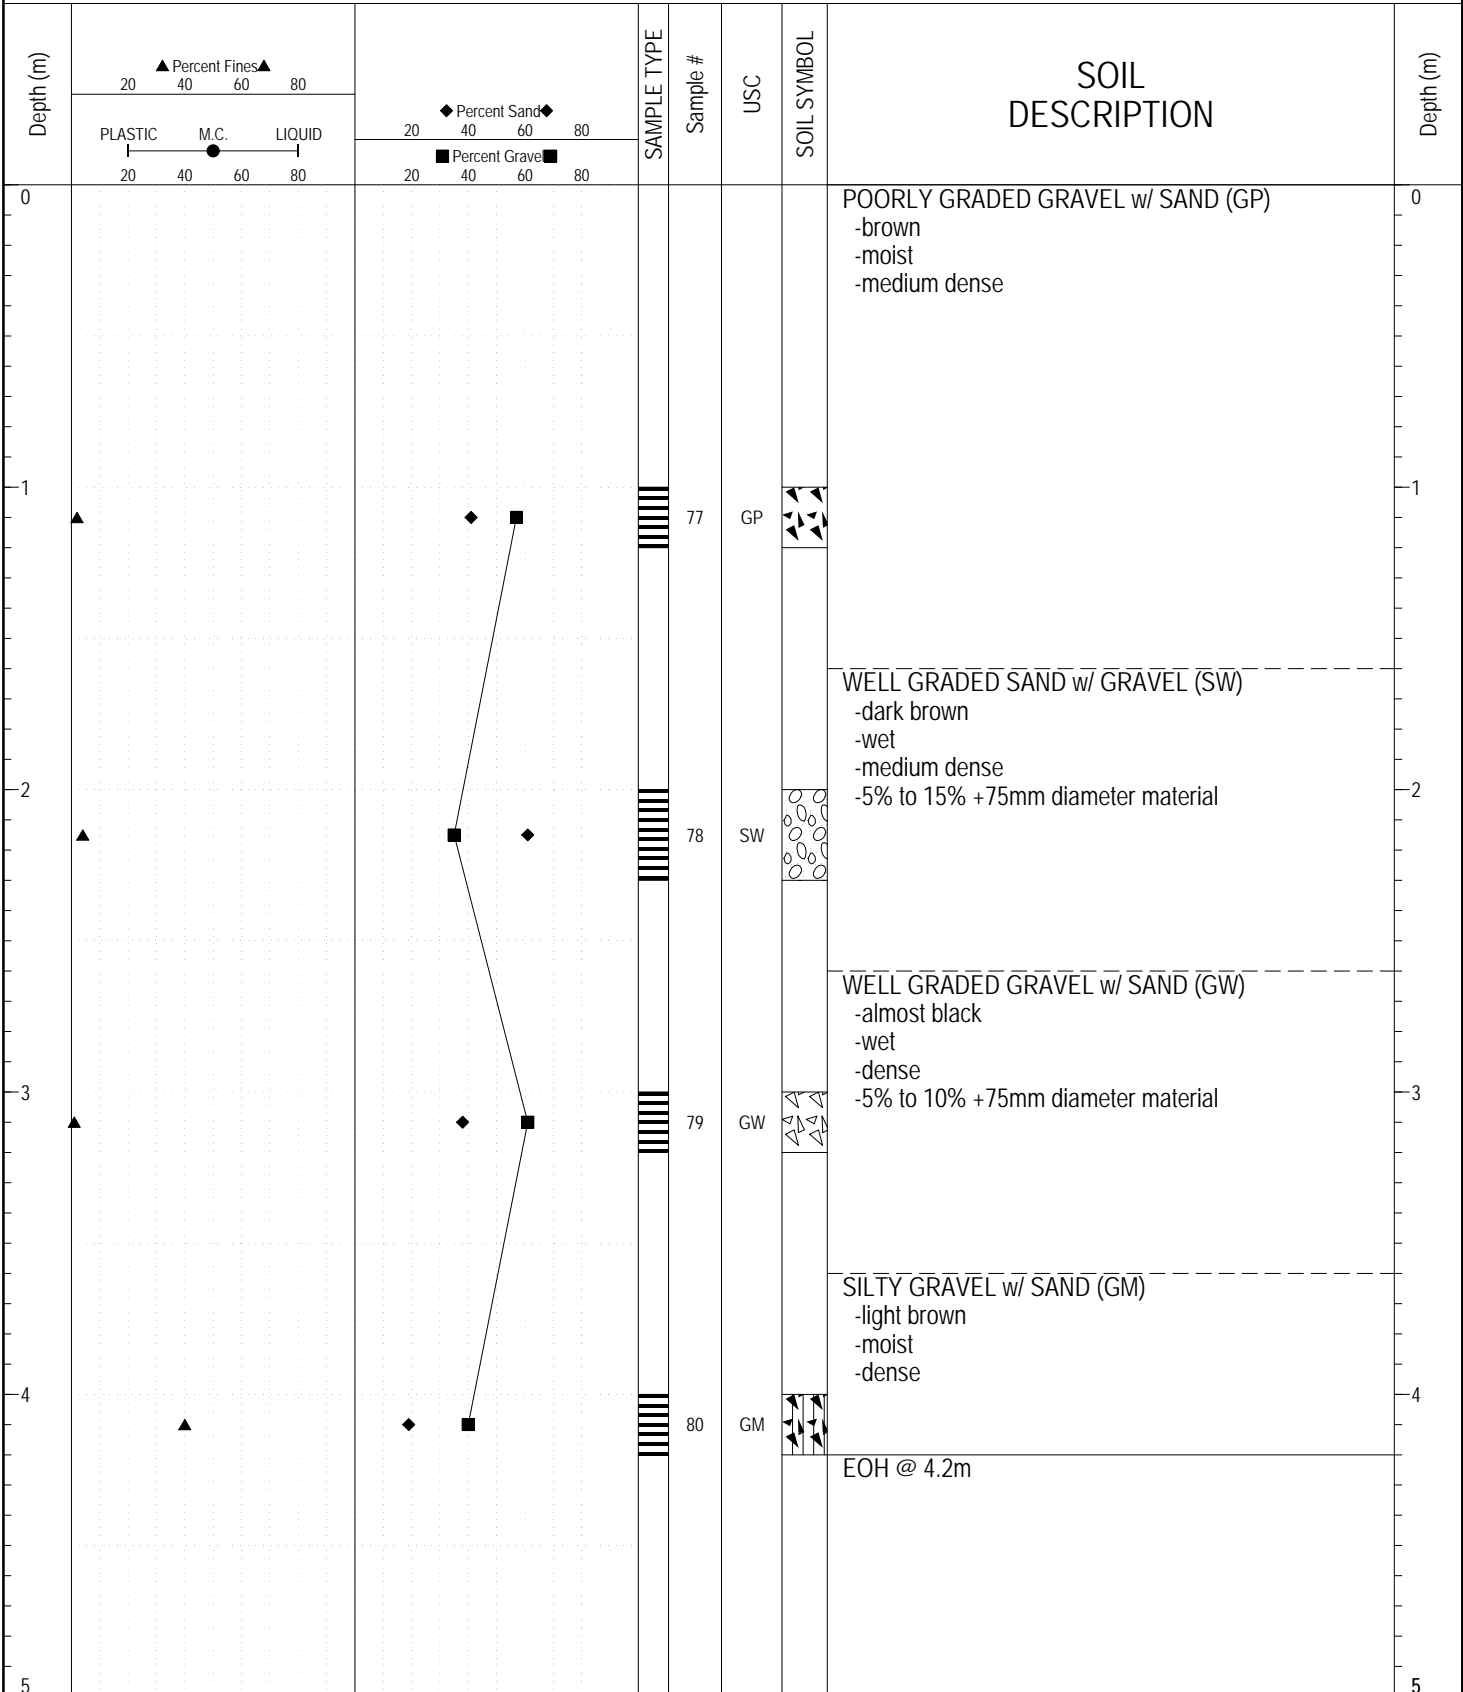 Depth (m)
Percent Fines
20 40 60 80
PLASTIC M.C. LIQUID
20 40 60 80
Percent Sand
20 40 60 80
Percent Gravel
20 40 60 80
SAMPLE TYPE
Sample #
USC
SOIL SYMBOL
SOIL
DESCRIPTION
Depth (m)
0 0
POORLY GRADED GRAVEL w/ SAND (GP)
-brown
-moist
-medium dense
1 1
77 GP
WELL GRADED SAND w/ GRAVEL (SW)
-dark brown
-wet
-medium dense
2 -5% to 15% +75mm diameter material 2
78 SW
WELL GRADED GRAVEL w/ SAND (GW)
-almost black
-wet
-dense
3 -5% to 10% +75mm diameter material 3
79 GW
SILTY GRAVEL w/ SAND (GM)
-light brown
-moist
-dense
4 4
80 GM
EOH @ 4.2m
5 5